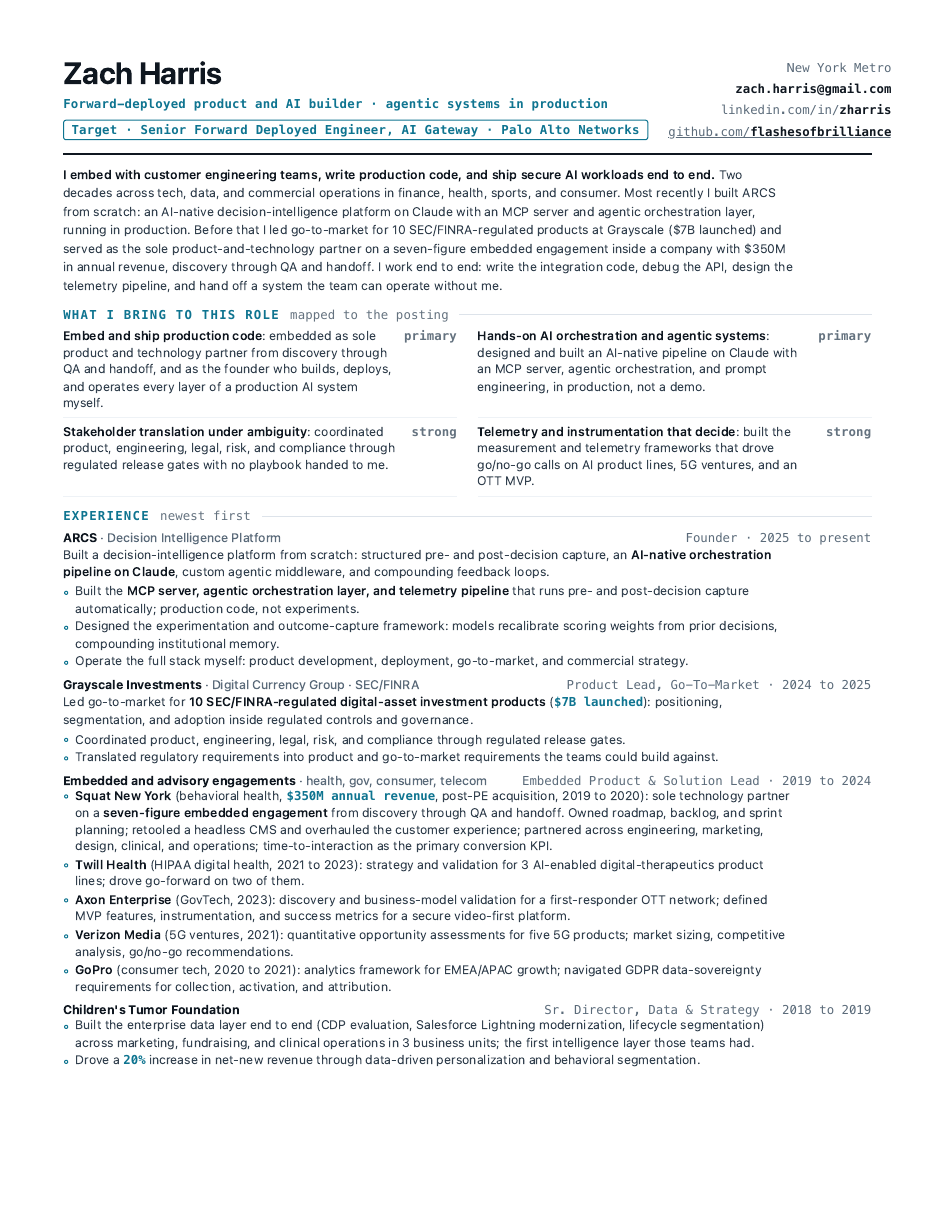 Zach Harris
New York Metro
zach.harris@gmail.com
Forward-deployed product and AI builder · agentic systems in production
linkedin.com/in/zharris
Target · Senior Forward Deployed Engineer, AI Gateway · Palo Alto Networks
github.com/flashesofbrilliance
I embed with customer engineering teams, write production code, and ship secure AI workloads end to end. Two
decades across tech, data, and commercial operations in finance, health, sports, and consumer. Most recently I built ARCS
from scratch: an AI-native decision-intelligence platform on Claude with an MCP server and agentic orchestration layer,
running in production. Before that I led go-to-market for 10 SEC/FINRA-regulated products at Grayscale ($7B launched) and
served as the sole product-and-technology partner on a seven-figure embedded engagement inside a company with $350M
in annual revenue, discovery through QA and handoff. I work end to end: write the integration code, debug the API, design the
telemetry pipeline, and hand off a system the team can operate without me.
WHAT I BRING TO THIS ROLE mapped to the posting
Embed and ship production code: embedded as sole primary
product and technology partner from discovery through
QA and handoff, and as the founder who builds, deploys,
and operates every layer of a production AI system
myself.
Hands-on AI orchestration and agentic systems: primary
designed and built an AI-native pipeline on Claude with
an MCP server, agentic orchestration, and prompt
engineering, in production, not a demo.
Stakeholder translation under ambiguity: coordinated strong
product, engineering, legal, risk, and compliance through
regulated release gates with no playbook handed to me.
Telemetry and instrumentation that decide: built the strong
measurement and telemetry frameworks that drove
go/no-go calls on AI product lines, 5G ventures, and an
OTT MVP.
EXPERIENCE newest first
ARCS · Decision Intelligence Platform Founder · 2025 to present
Built a decision-intelligence platform from scratch: structured pre- and post-decision capture, an AI-native orchestration
pipeline on Claude, custom agentic middleware, and compounding feedback loops.
Built the MCP server, agentic orchestration layer, and telemetry pipeline that runs pre- and post-decision capture
automatically; production code, not experiments.
Designed the experimentation and outcome-capture framework: models recalibrate scoring weights from prior decisions,
compounding institutional memory.
Operate the full stack myself: product development, deployment, go-to-market, and commercial strategy.
Grayscale Investments · Digital Currency Group · SEC/FINRA Product Lead, Go-To-Market · 2024 to 2025
Led go-to-market for 10 SEC/FINRA-regulated digital-asset investment products ($7B launched): positioning,
segmentation, and adoption inside regulated controls and governance.
Coordinated product, engineering, legal, risk, and compliance through regulated release gates.
Translated regulatory requirements into product and go-to-market requirements the teams could build against.
Embedded and advisory engagements · health, gov, consumer, telecom Embedded Product & Solution Lead · 2019 to 2024
Squat New York (behavioral health, $350M annual revenue, post-PE acquisition, 2019 to 2020): sole technology partner
on a seven-figure embedded engagement from discovery through QA and handoff. Owned roadmap, backlog, and sprint
planning; retooled a headless CMS and overhauled the customer experience; partnered across engineering, marketing,
design, clinical, and operations; time-to-interaction as the primary conversion KPI.
Twill Health (HIPAA digital health, 2021 to 2023): strategy and validation for 3 AI-enabled digital-therapeutics product
lines; drove go-forward on two of them.
Axon Enterprise (GovTech, 2023): discovery and business-model validation for a first-responder OTT network; defined
MVP features, instrumentation, and success metrics for a secure video-first platform.
Verizon Media (5G ventures, 2021): quantitative opportunity assessments for five 5G products; market sizing, competitive
analysis, go/no-go recommendations.
GoPro (consumer tech, 2020 to 2021): analytics framework for EMEA/APAC growth; navigated GDPR data-sovereignty
requirements for collection, activation, and attribution.
Children's Tumor Foundation Sr. Director, Data & Strategy · 2018 to 2019
Built the enterprise data layer end to end (CDP evaluation, Salesforce Lightning modernization, lifecycle segmentation)
across marketing, fundraising, and clinical operations in 3 business units; the first intelligence layer those teams had.
Drove a 20% increase in net-new revenue through data-driven personalization and behavioral segmentation.